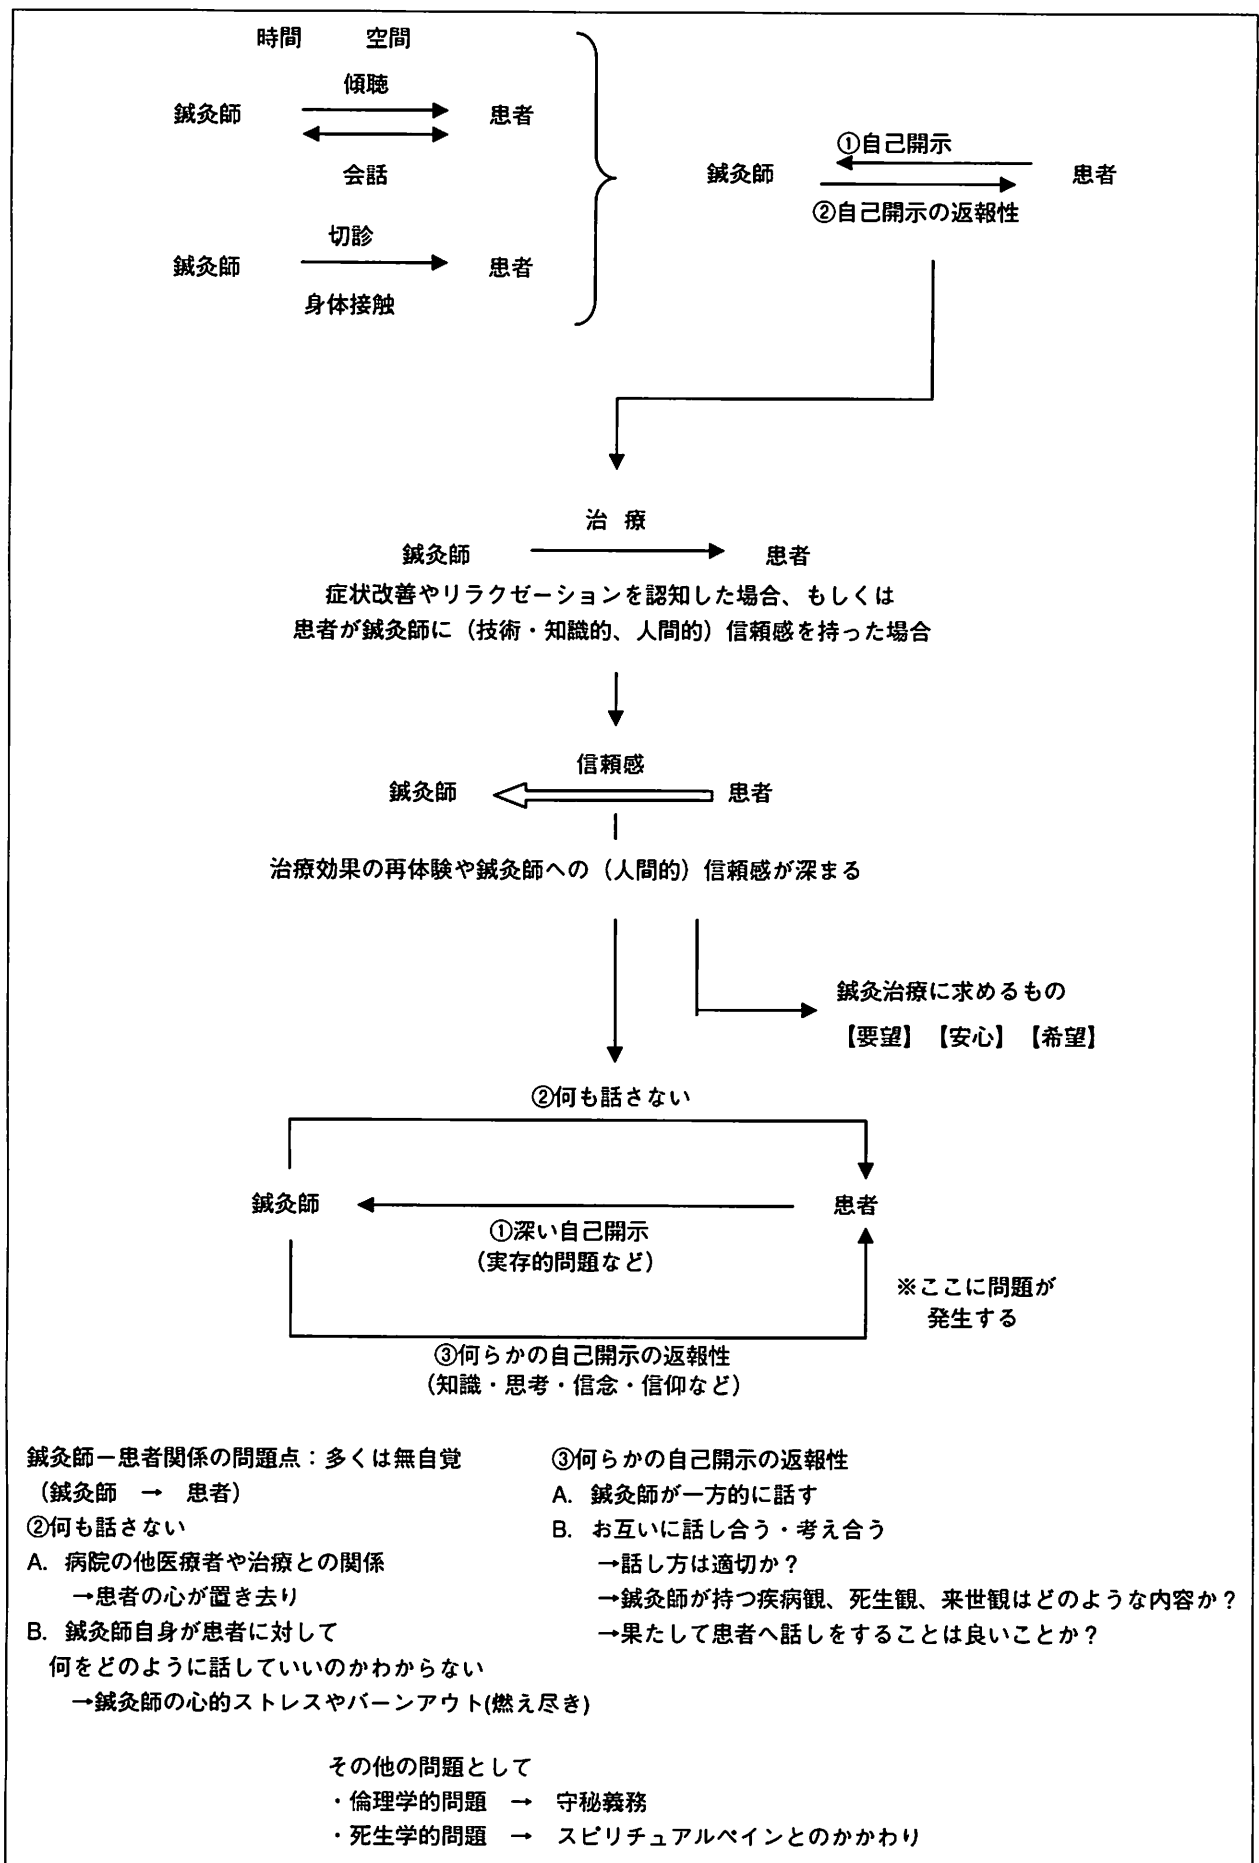 時間　空間
傾聴
鍼灸師　患者
会話
切診
鍼灸師　患者
身体接触
①自己開示
鍼灸師　患者
②自己開示の返報性
治 療
鍼灸師　患者
症状改善やリラクゼーションを認知した場合、もしくは
患者が鍼灸師に（技術・知識的、人間的）信頼感を持った場合
信頼感
鍼灸師　患者
治療効果の再体験や鍼灸師への（人間的）信頼感が深まる
鍼灸治療に求めるもの
【要望】【安心】【希望】
②何も話さない
鍼灸師　患者
①深い自己開示
（実存的問題など）
※ここに問題が
発生する
③何らかの自己開示の返報性
（知識・思考・信念・信仰など）
鍼灸師－患者関係の問題点：多くは無自覚
（鍼灸師　→　患者）
②何も話さない
A. 病院の他医療者や治療との関係
→患者の心が置き去り
B. 鍼灸師自身が患者に対して
何をどのように話していいのかわからない
→鍼灸師の心的ストレスやバーンアウト(燃え尽き)
③何らかの自己開示の返報性
A. 鍼灸師が一方的に話す
B. お互いに話し合う・考え合う
→話し方は適切か？
→鍼灸師が持つ疾病観、死生観、来世観はどのような内容か？
→果たして患者へ話しをすることは良いことか？
その他の問題として
・倫理学的問題　→　守秘義務
・死生学的問題　→　スピリチュアルペインとのかかわり